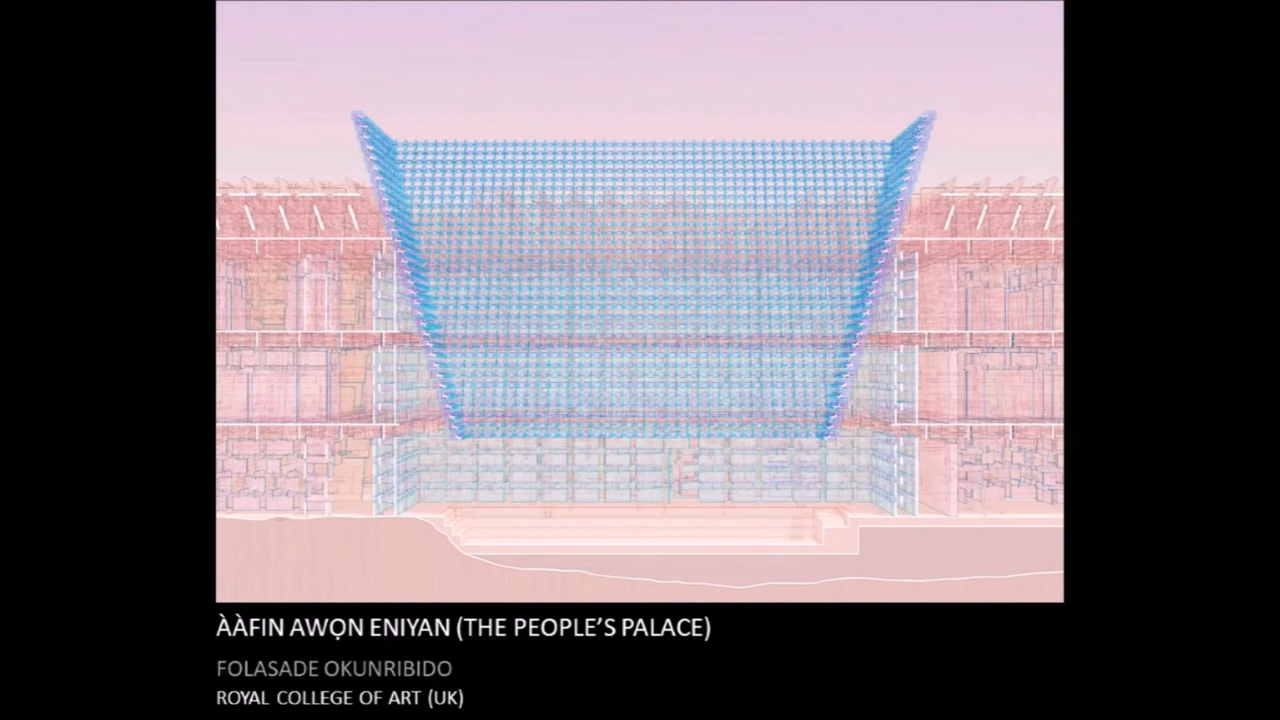 ÀÀFIN AWỌN ENIYAN (THE PEOPLE’S PALACE)
FOLASADE OKUNRIBIDO
ROYAL COLLEGE OF ART (UK)